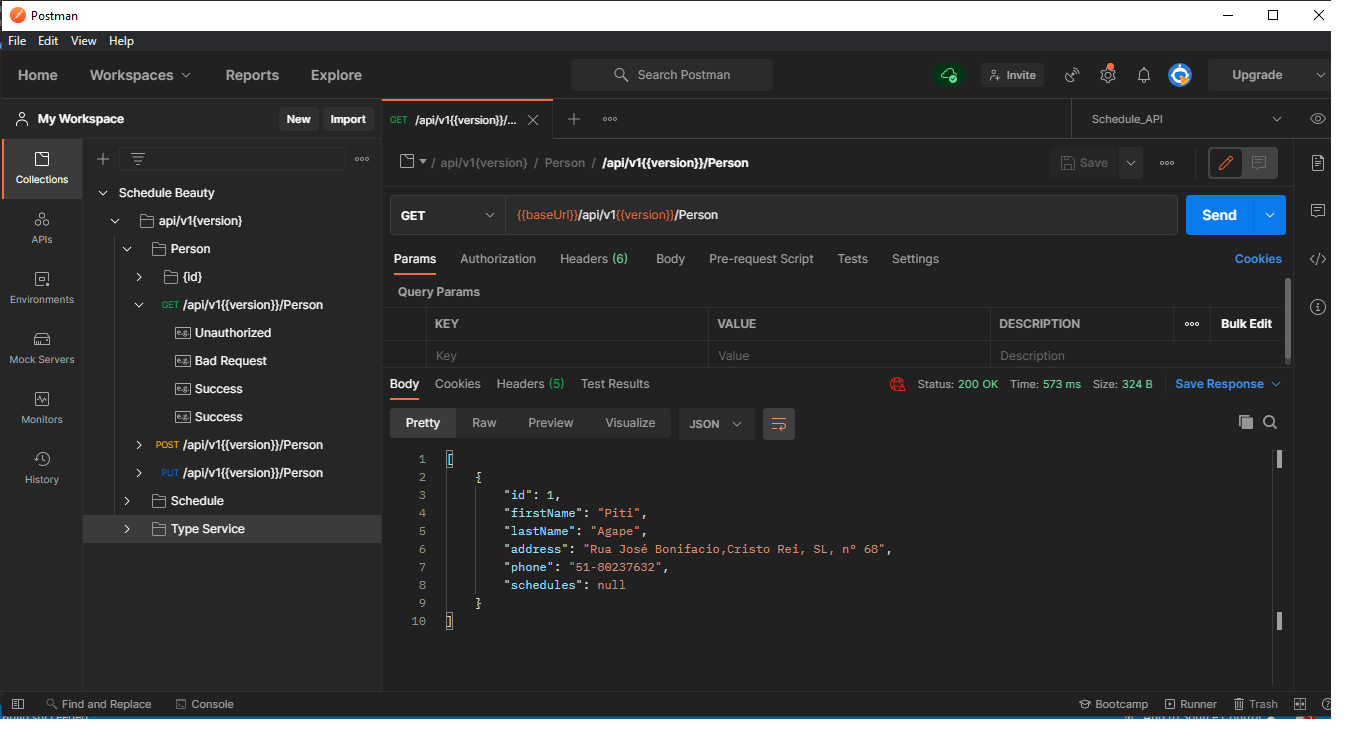 Postman
File Edit View Help
Home Workspaces Reports Explore Search Postman Invite Upgrade
My Workspace New Import GET /api/v1{{version}}/... Schedule_API
Collections
APIs
Environments
Mock Servers
Monitors
History
Schedule Beauty
api/v1{version}
Person
{id}
GET /api/v1{{version}}/Person
e.g. Unauthorized
e.g. Bad Request
e.g. Success
e.g. Success
POST /api/v1{{version}}/Person
PUT /api/v1{{version}}/Person
Schedule
Type Service
/ api/v1{version} / Person / /api/v1{{version}}/Person Save
GET {{baseUrl}}/api/v1{{version}}/Person Send
Params Authorization Headers (6) Body Pre-request Script Tests Settings Cookies
Query Params
KEY VALUE DESCRIPTION Bulk Edit
Key Value Description
Body Cookies Headers (5) Test Results Status: 200 OK Time: 573 ms Size: 324 B Save Response
Pretty Raw Preview Visualize JSON
1 [
2 {
3 "id": 1,
4 "firstName": "Piti",
5 "lastName": "Agape",
6 "address": "Rua José Bonifacio,Cristo Rei, SL, nº 68",
7 "phone": "51-80237632",
8 "schedules": null
9 }
10 ]
Find and Replace Console Bootcamp Runner Trash
Build succeeded Add to Source Control